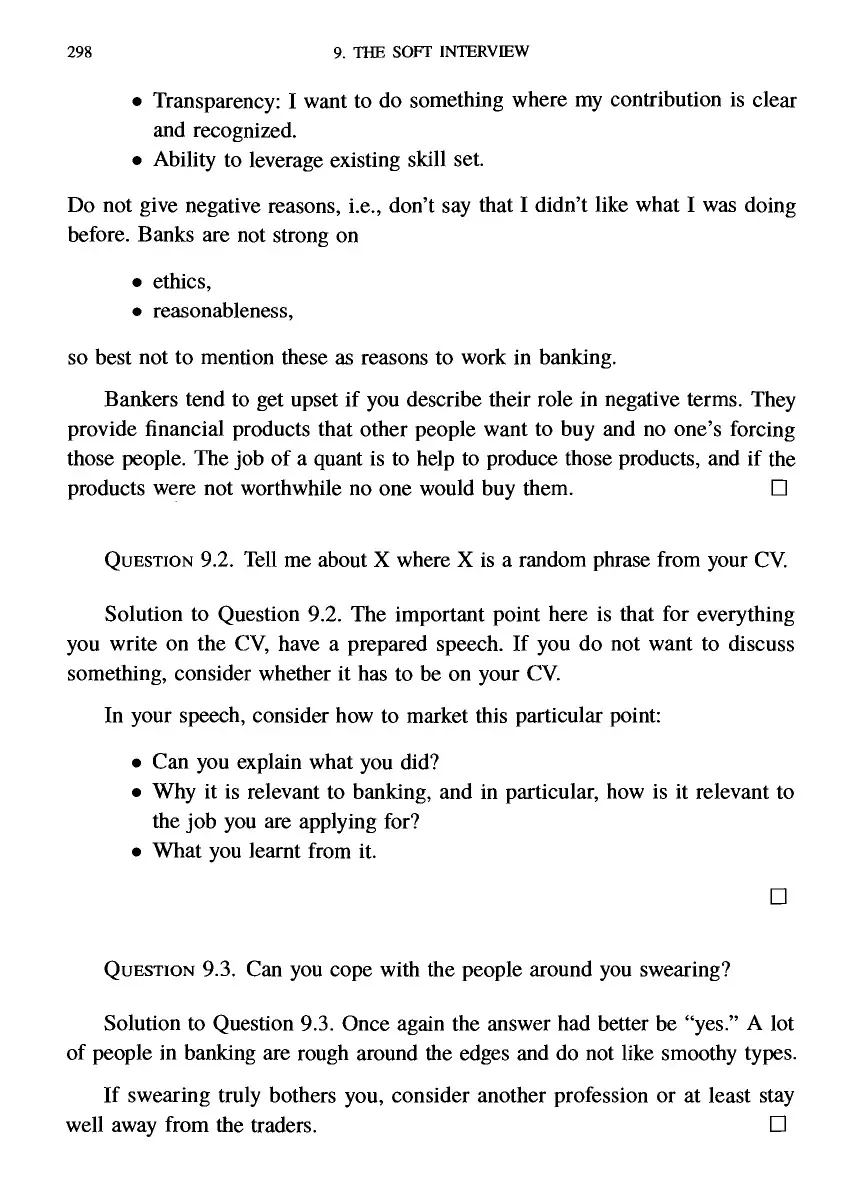 298 9. THE SOFT INTERVIEW
• Transparency: I want to do something where my contribution is clear
and recognized.
• Ability to leverage existing skill set.
Do not give negative reasons, i.e., don't say that I didn't like what I was doing
before. Banks are not strong on
• ethics,
• reasonableness,
so best not to mention these as reasons to work in banking.
Bankers tend to get upset if you describe their role in negative terms. They
provide financial products that other people want to buy and no one's forcing
those people. The job of a quant is to help to produce those products, and if the
products were not worthwhile no one would buy them. □
QUESTION 9.2. Tell me about X where X is a random phrase from your CV.
Solution to Question 9.2. The important point here is that for everything
you write on the CV, have a prepared speech. If you do not want to discuss
something, consider whether it has to be on your CV.
In your speech, consider how to market this particular point:
• Can you explain what you did?
• Why it is relevant to banking, and in particular, how is it relevant to
the job you are applying for?
• What you learnt from it.
□
QUESTION 9.3. Can you cope with the people around you swearing?
Solution to Question 9.3. Once again the answer had better be “yes.” A lot
of people in banking are rough around the edges and do not like smoothy types.
If swearing truly bothers you, consider another profession or at least stay
well away from the traders. □